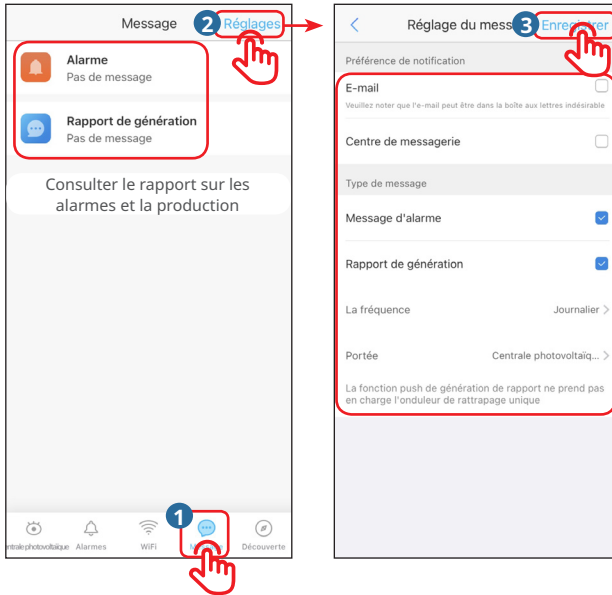 Message
2
Réglages
Alarme
Pas de message
Rapport de génération
Pas de message
Consulter le rapport sur les
alarmes et la production
1
Alarmes
WiFi
Découverte
Réglage du mess
3
Préférence de notification
E-mail
Veuillez noter que l'e-mail peut être dans la boîte aux lettres indésirable
Centre de messagerie
Type de message
Message d'alarme
Rapport de génération
La fréquence
Journalier
Portée
Centrale photovoltaïq...
La fonction push de génération de rapport ne prend pas
en charge l'onduleur de rattrapage unique